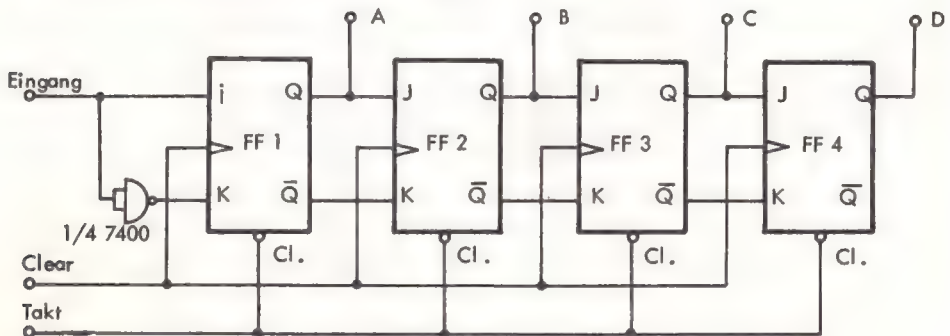 A B C D
Eingang
i Q J Q J Q J Q
FF 1 FF 2 FF 3 FF 4
K Q̅ K Q̅ K Q̅ K Q̅
1/4 7400
Cl. Cl. Cl. Cl.
Clear
Takt